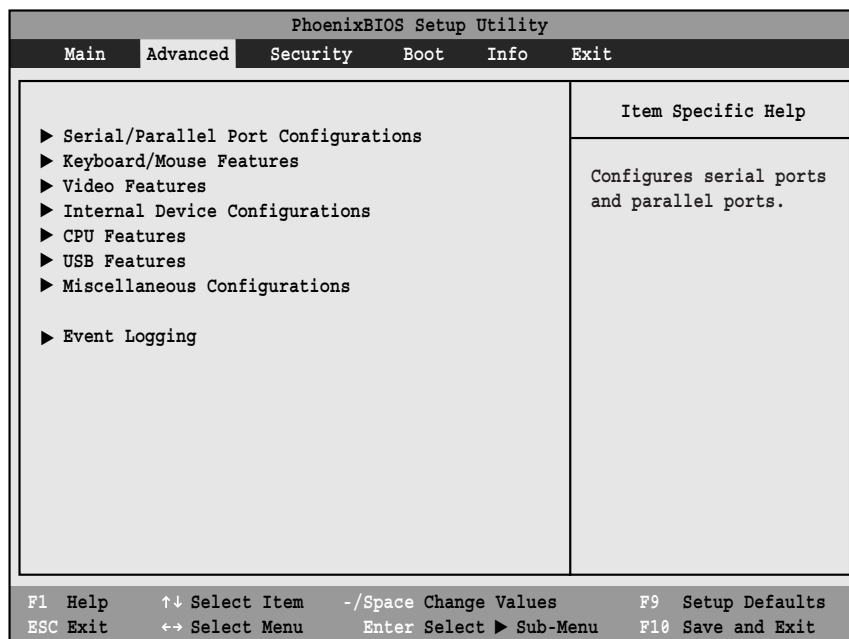 PhoenixBIOS Setup Utility
Main Advanced Security Boot Info Exit
▶ Serial/Parallel Port Configurations
▶ Keyboard/Mouse Features
▶ Video Features
▶ Internal Device Configurations
▶ CPU Features
▶ USB Features
▶ Miscellaneous Configurations
▶ Event Logging
Item Specific Help
Configures serial ports
and parallel ports.
F1 Help ↑↓ Select Item -/Space Change Values F9 Setup Defaults
ESC Exit ←→ Select Menu Enter Select ▶ Sub-Menu F10 Save and Exit